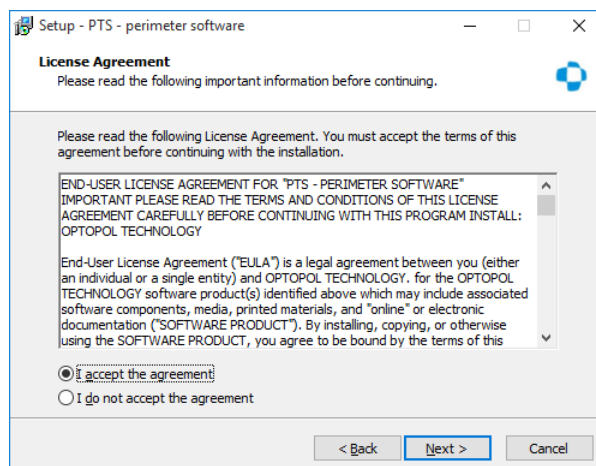 Setup - PTS - perimeter software
License Agreement
Please read the following important information before continuing.
Please read the following License Agreement. You must accept the terms of this
agreement before continuing with the installation.
END-USER LICENSE AGREEMENT FOR "PTS - PERIMETER SOFTWARE"
IMPORTANT PLEASE READ THE TERMS AND CONDITIONS OF THIS LICENSE
AGREEMENT CAREFULLY BEFORE CONTINUING WITH THIS PROGRAM INSTALL:
OPTOPOL TECHNOLOGY
End-User License Agreement ("EULA") is a legal agreement between you (either
an individual or a single entity) and OPTOPOL TECHNOLOGY. for the OPTOPOL
TECHNOLOGY software product(s) identified above which may include associated
software components, media, printed materials, and "online" or electronic
documentation ("SOFTWARE PRODUCT"). By installing, copying, or otherwise
using the SOFTWARE PRODUCT, you agree to be bound by the terms of this
I accept the agreement
I do not accept the agreement
< Back
Next >
Cancel